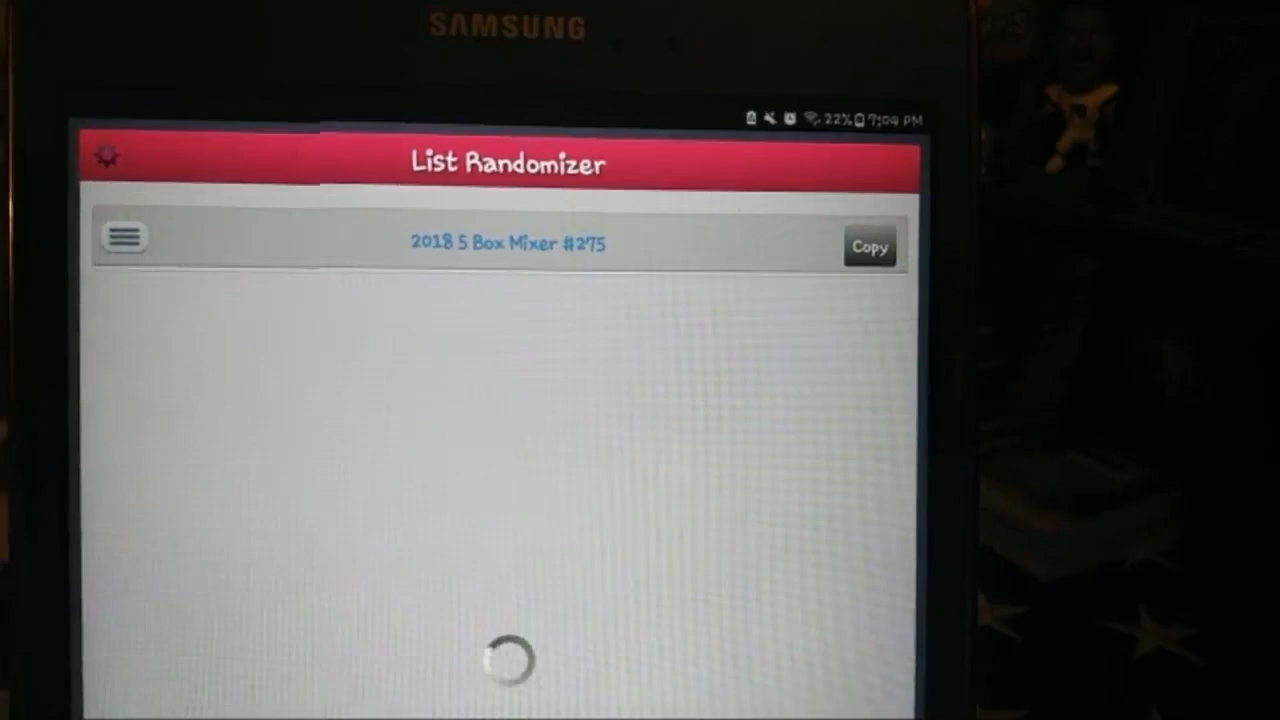 SAMSUNG
22% 7:04 PM
List Randomizer
2018 5 Box Mixer #275
Copy